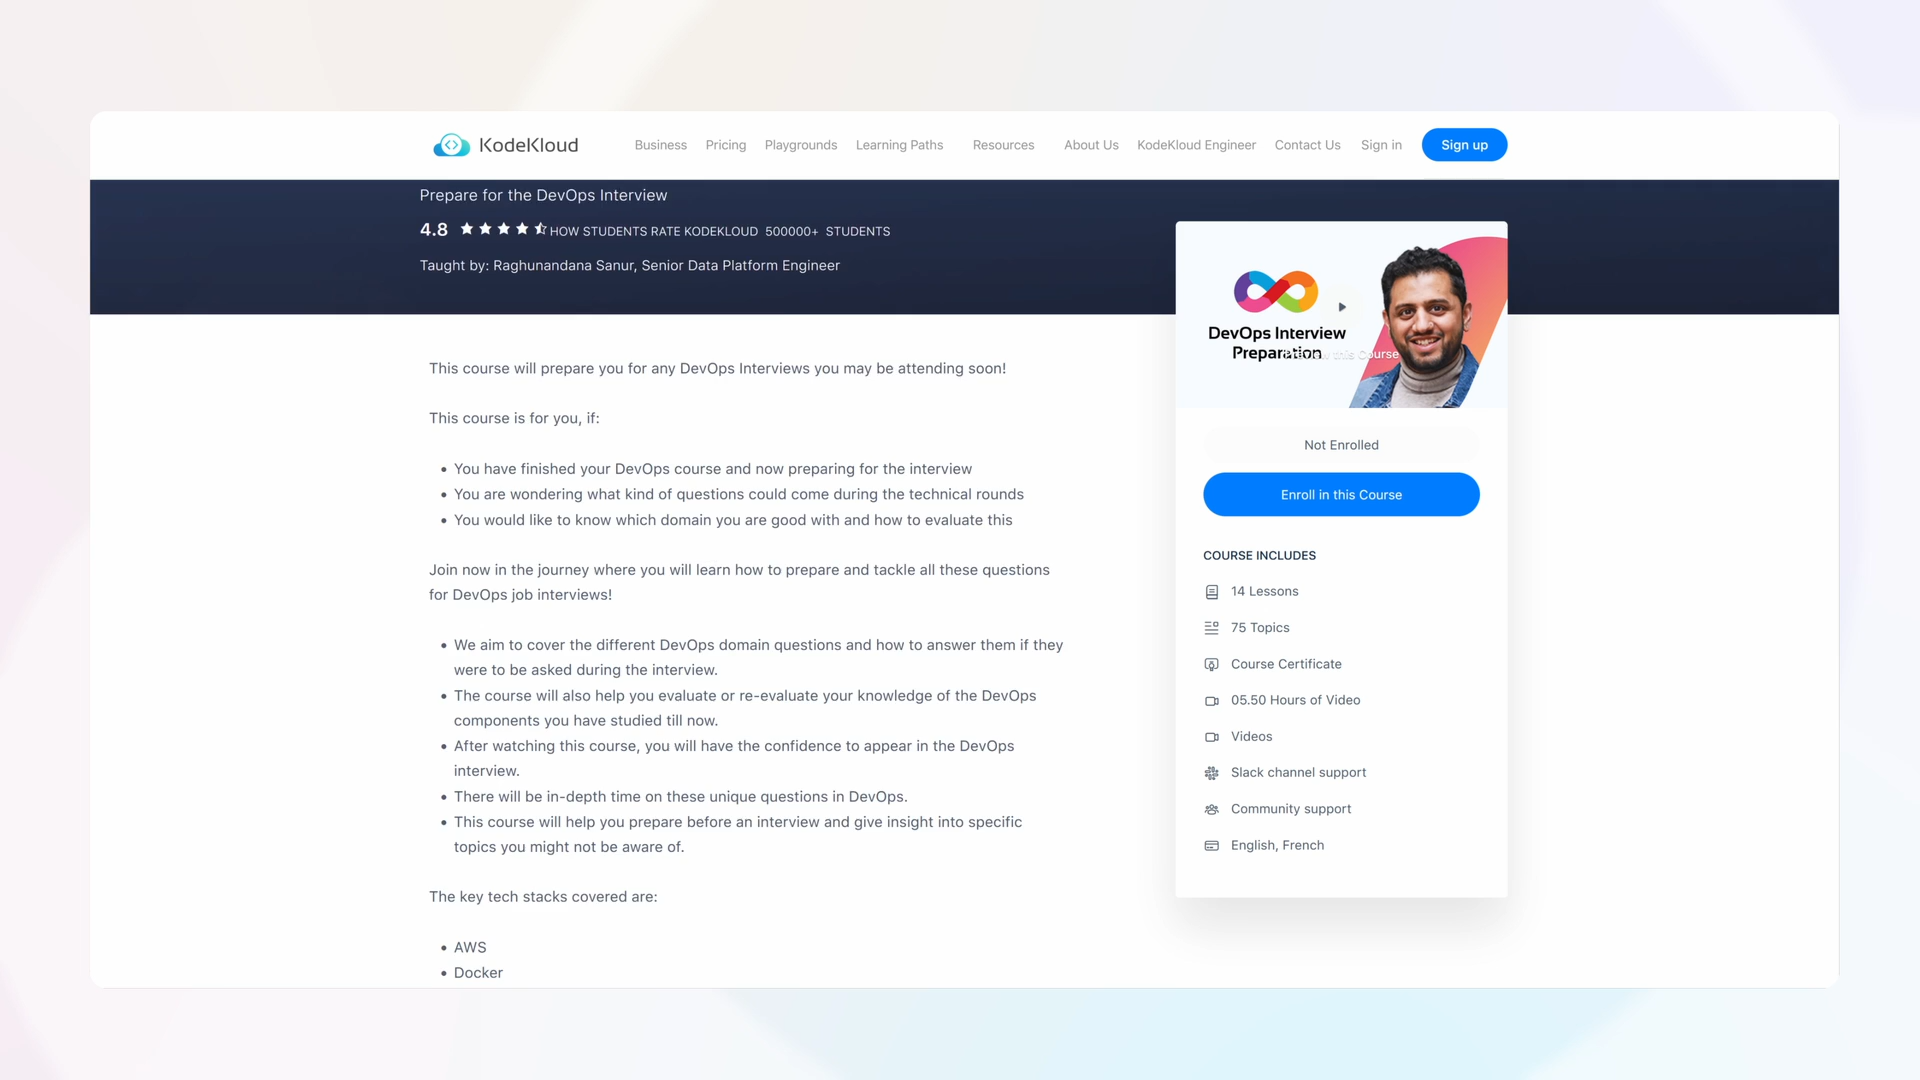 KodeKloud
Business Pricing Playgrounds Learning Paths Resources About Us KodeKloud Engineer Contact Us Sign in Sign up
Prepare for the DevOps Interview
4.8 HOW STUDENTS RATE KODEKLOUD 500000+ STUDENTS
Taught by: Raghunandana Sanur, Senior Data Platform Engineer
This course will prepare you for any DevOps Interviews you may be attending soon!
This course is for you, if:
• You have finished your DevOps course and now preparing for the interview
• You are wondering what kind of questions could come during the technical rounds
• You would like to know which domain you are good with and how to evaluate this
Join now in the journey where you will learn how to prepare and tackle all these questions
for DevOps job interviews!
• We aim to cover the different DevOps domain questions and how to answer them if they
were to be asked during the interview.
• The course will also help you evaluate or re-evaluate your knowledge of the DevOps
components you have studied till now.
• After watching this course, you will have the confidence to appear in the DevOps
interview.
• There will be in-depth time on these unique questions in DevOps.
• This course will help you prepare before an interview and give insight into specific
topics you might not be aware of.
The key tech stacks covered are:
• AWS
• Docker
DevOps Interview
Preparation
Preview this Course
Not Enrolled
Enroll in this Course
COURSE INCLUDES
14 Lessons
75 Topics
Course Certificate
05.50 Hours of Video
Videos
Slack channel support
Community support
English, French